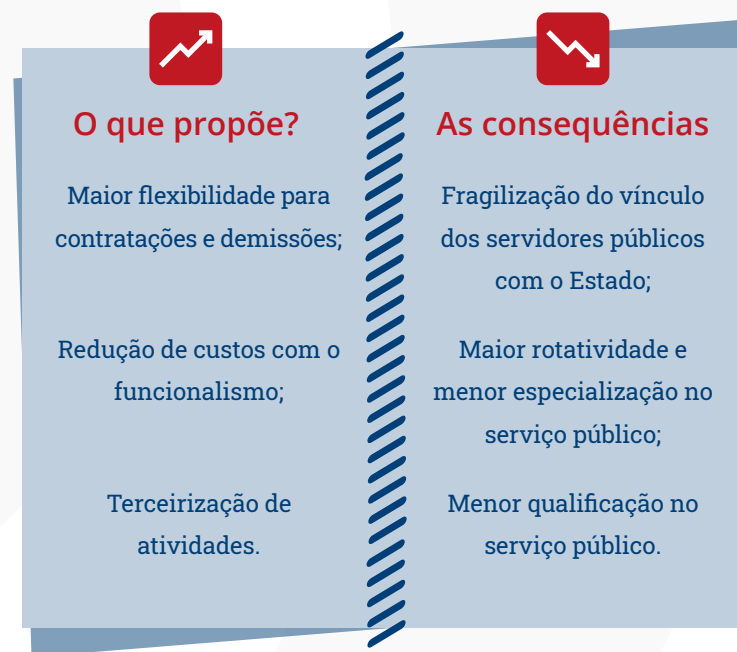 O que propõe?
Maior flexibilidade para
contratações e demissões;
Redução de custos com o
funcionalismo;
Terceirização de
atividades.
As consequências
Fragilização do vínculo
dos servidores públicos
com o Estado;
Maior rotatividade e
menor especialização no
serviço público;
Menor qualificação no
serviço público.